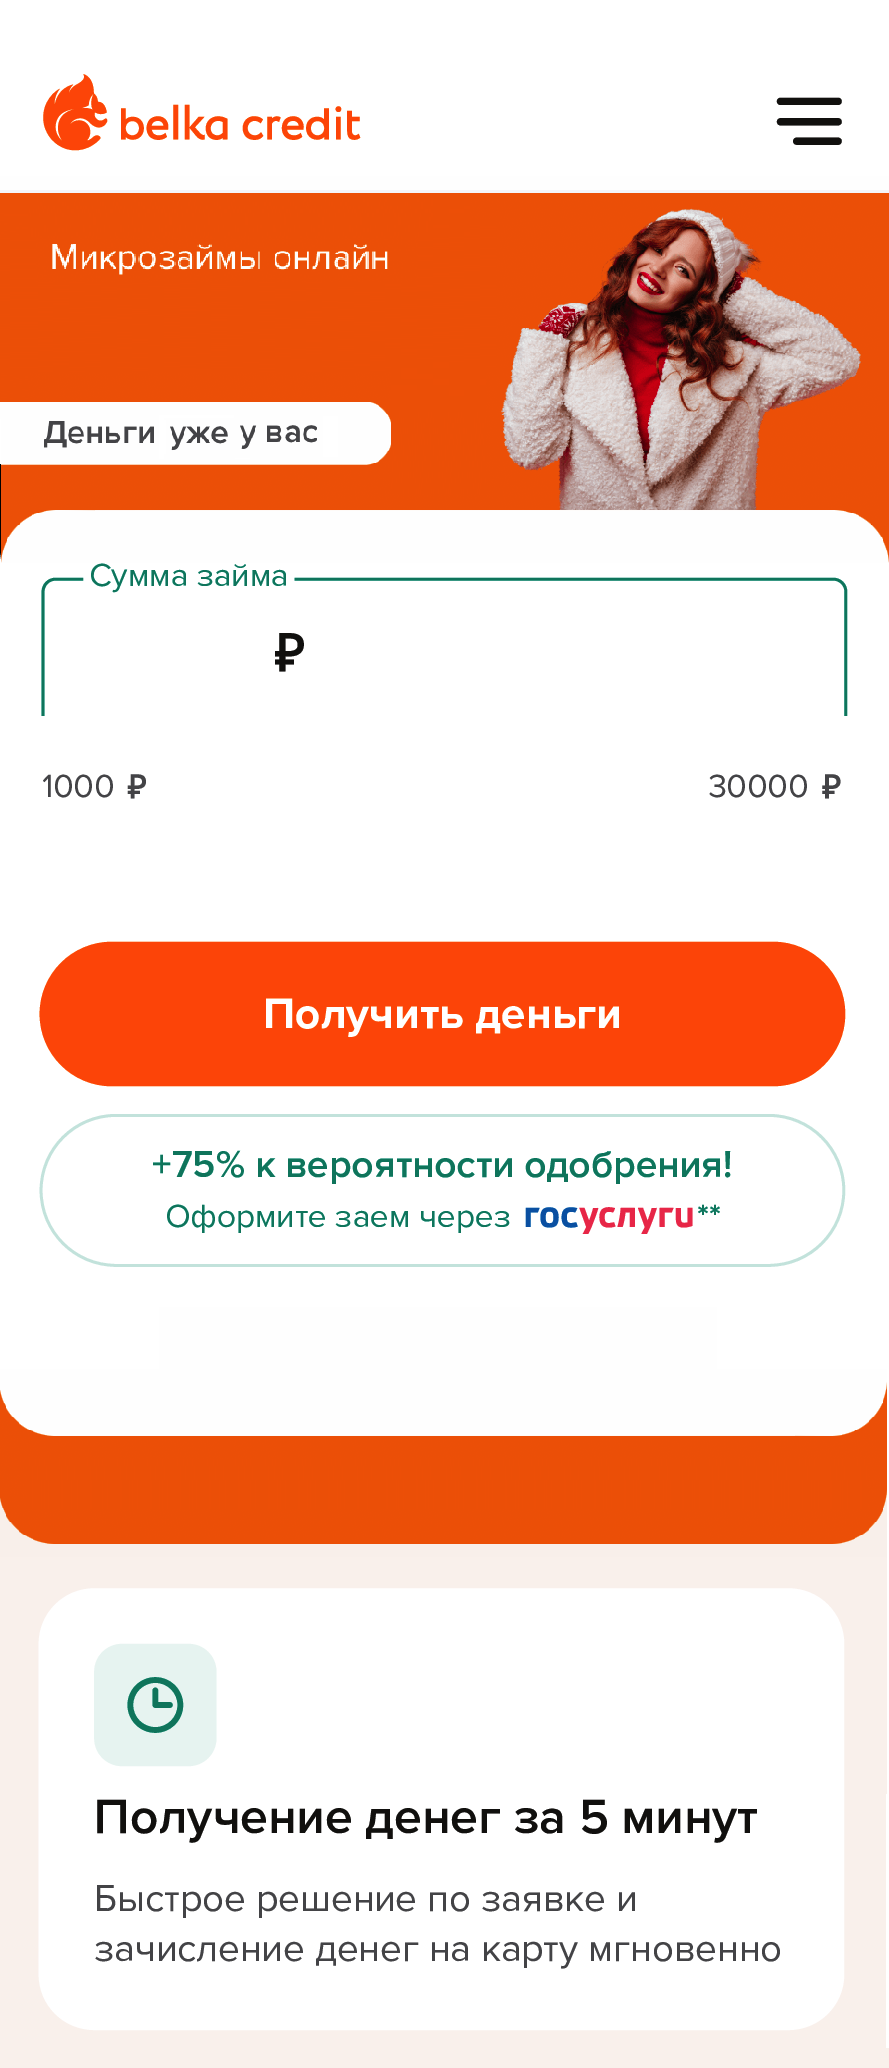 belka credit
Микрозаймы онлайн
Деньги уже у вас
Сумма займа
₽
1000 ₽
30000 ₽
Получить деньги
+75% к вероятности одобрения!
Оформите заем через госуслуги**
Получение денег за 5 минут
Быстрое решение по заявке и
зачисление денег на карту мгновенно